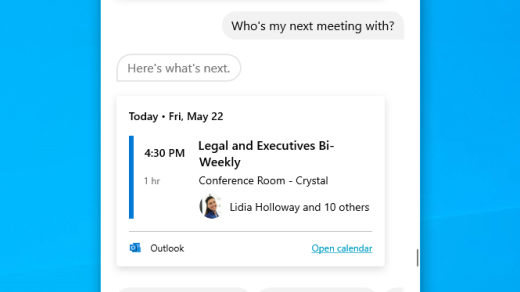 Who's my next meeting with?
Here's what's next.
Today • Fri, May 22
4:30 PM
Legal and Executives Bi-
Weekly
1 hr
Conference Room - Crystal
Lidia Holloway and 10 others
Outlook
Open calendar